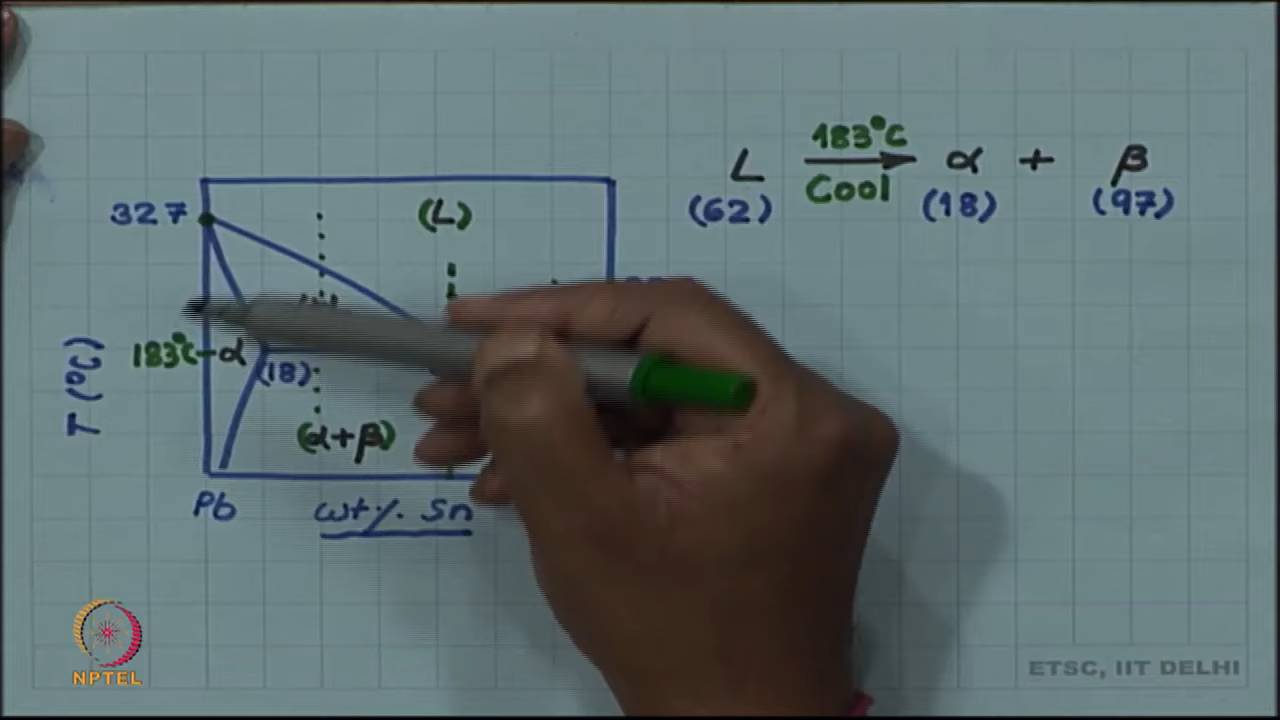 L 183°C Cool α + β
(62) (18) (97)
327
(L)
183°C-α
(18)
T (°C)
(α+β)
Pb wt% Sn
NPTEL
ETSC, IIT DELHI